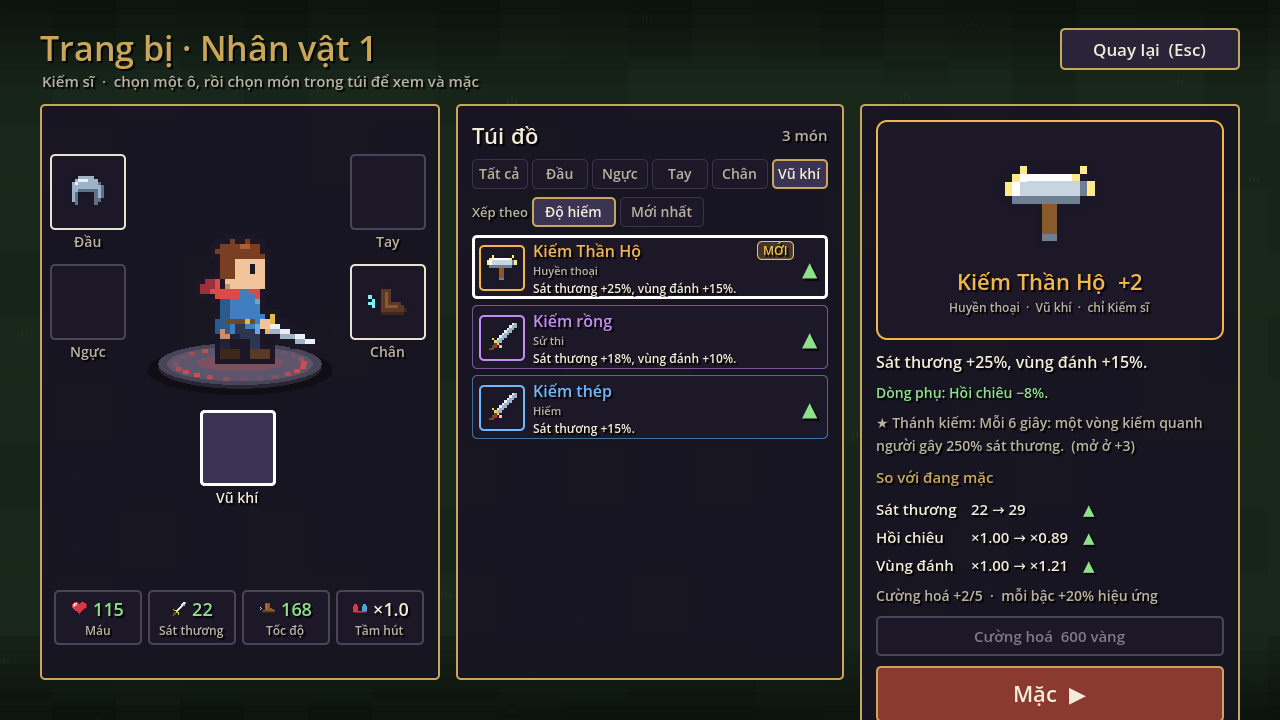 Trang bị · Nhân vật 1
Kiếm sĩ · chọn một ô, rồi chọn món trong túi để xem và mặc
Quay lại (Esc)
Đầu
Tay
Ngực
Chân
Vũ khí
115
Máu
22
Sát thương
168
Tốc độ
×1.0
Tầm hút
Túi đồ
3 món
Tất cả
Đầu
Ngực
Tay
Chân
Vũ khí
Xếp theo
Độ hiếm
Mới nhất
Kiếm Thần Hộ
MỚI
Huyền thoại
Sát thương +25%, vùng đánh +15%.
▲
Kiếm rồng
Sử thi
Sát thương +18%, vùng đánh +10%.
▲
Kiếm thép
Hiếm
Sát thương +15%.
▲
Kiếm Thần Hộ +2
Huyền thoại · Vũ khí · chỉ Kiếm sĩ
Sát thương +25%, vùng đánh +15%.
Dòng phụ: Hồi chiêu −8%.
★ Thánh kiếm: Mỗi 6 giây: một vòng kiếm quanh
người gây 250% sát thương. (mở ở +3)
So với đang mặc
Sát thương 22 → 29 ▲
Hồi chiêu ×1.00 → ×0.89 ▲
Vùng đánh ×1.00 → ×1.21 ▲
Cường hoá +2/5 · mỗi bậc +20% hiệu ứng
Cường hoá 600 vàng
Mặc ▶